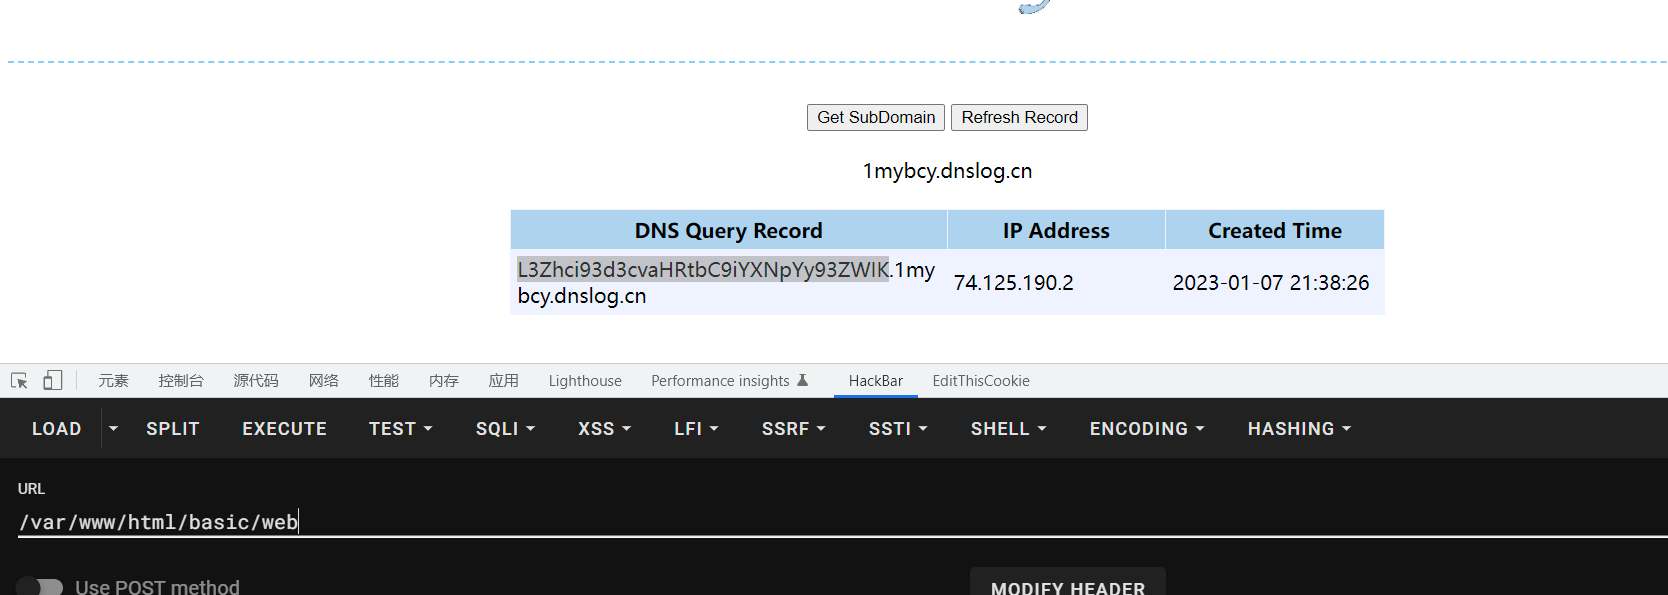 Get SubDomain Refresh Record
1mybcy.dnslog.cn
DNS Query Record IP Address Created Time
L3Zhci93d3cvaHRtbC9iYXNpYy93ZWIK.1my
bcy.dnslog.cn
74.125.190.2 2023-01-07 21:38:26
元素 控制台 源代码 网络 性能 内存 应用 Lighthouse Performance insights HackBar EditThisCookie
LOAD SPLIT EXECUTE TEST SQLI XSS LFI SSRF SSTI SHELL ENCODING HASHING
URL
/var/www/html/basic/web
Use POST method MODIFY HEADER